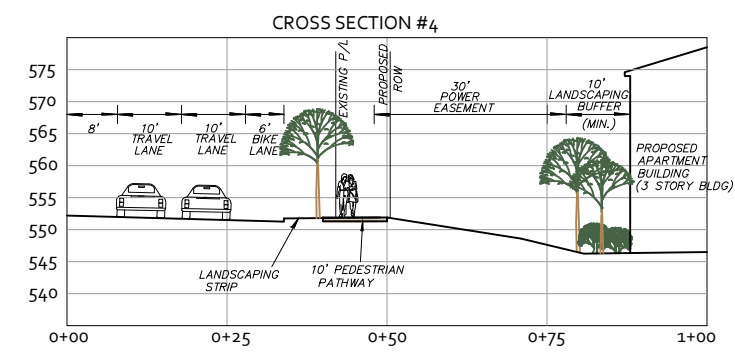 CROSS SECTION #4
575
570
565
560
555
550
545
540
8'
10'
TRAVEL
LANE
10'
TRAVEL
LANE
6'
BIKE
LANE
EXISTING P/L
PROPOSED
ROW
30'
POWER
EASEMENT
10'
LANDSCAPING
BUFFER
(MIN.)
PROPOSED
APARTMENT
BUILDING
(3 STORY BLDG)
LANDSCAPING
STRIP
10' PEDESTRIAN
PATHWAY
0+00
0+25
0+50
0+75
1+00